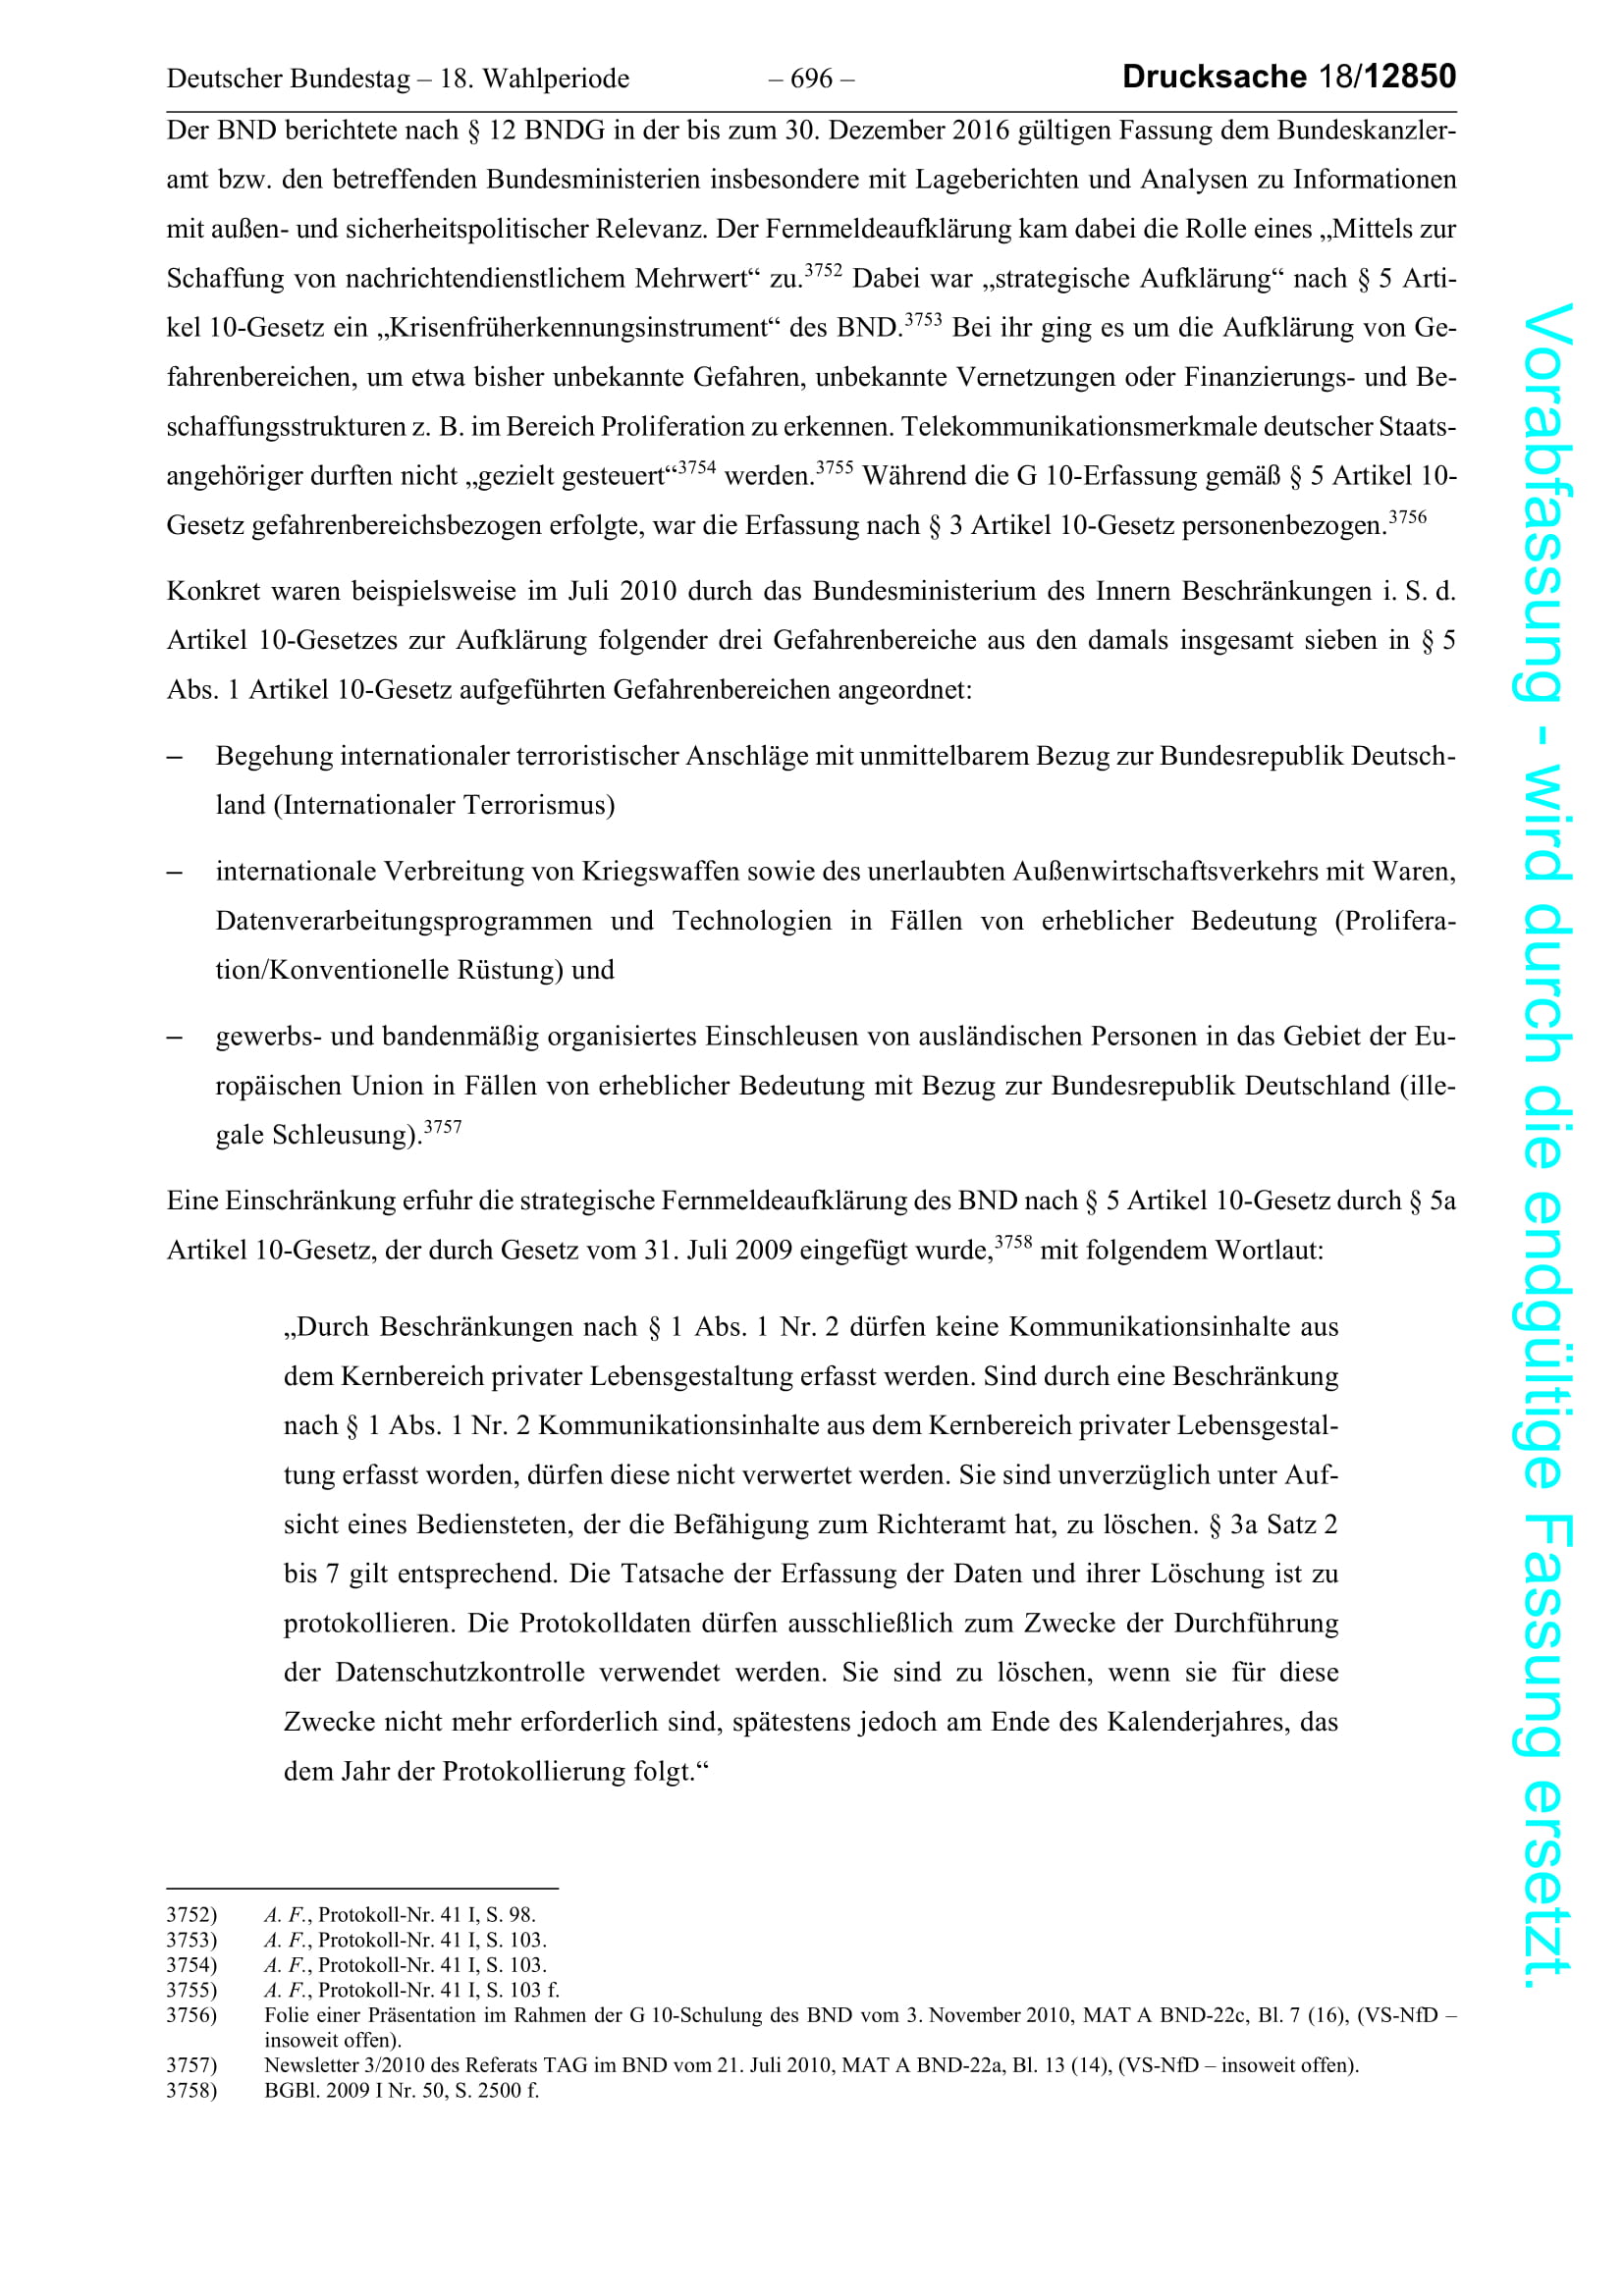 Deutscher Bundestag – 18. Wahlperiode – 696 – Drucksache 18/12850
Der BND berichtete nach § 12 BNDG in der bis zum 30. Dezember 2016 gültigen Fassung dem Bundeskanzler-
amt bzw. den betreffenden Bundesministerien insbesondere mit Lageberichten und Analysen zu Informationen
mit außen- und sicherheitspolitischer Relevanz. Der Fernmeldeaufklärung kam dabei die Rolle eines „Mittels zur
Schaffung von nachrichtendienstlichem Mehrwert“ zu.3752 Dabei war „strategische Aufklärung“ nach § 5 Arti-
kel 10-Gesetz ein „Krisenfrüherkennungsinstrument“ des BND.3753 Bei ihr ging es um die Aufklärung von Ge-
fahrenbereichen, um etwa bisher unbekannte Gefahren, unbekannte Vernetzungen oder Finanzierungs- und Be-
schaffungsstrukturen z. B. im Bereich Proliferation zu erkennen. Telekommunikationsmerkmale deutscher Staats-
angehöriger durften nicht „gezielt gesteuert“3754 werden.3755 Während die G 10-Erfassung gemäß § 5 Artikel 10-
Gesetz gefahrenbereichsbezogen erfolgte, war die Erfassung nach § 3 Artikel 10-Gesetz personenbezogen.3756
Konkret waren beispielsweise im Juli 2010 durch das Bundesministerium des Innern Beschränkungen i. S. d.
Artikel 10-Gesetzes zur Aufklärung folgender drei Gefahrenbereiche aus den damals insgesamt sieben in § 5
Abs. 1 Artikel 10-Gesetz aufgeführten Gefahrenbereichen angeordnet:
– Begehung internationaler terroristischer Anschläge mit unmittelbarem Bezug zur Bundesrepublik Deutsch-
land (Internationaler Terrorismus)
– internationale Verbreitung von Kriegswaffen sowie des unerlaubten Außenwirtschaftsverkehrs mit Waren,
Datenverarbeitungsprogrammen und Technologien in Fällen von erheblicher Bedeutung (Prolifera-
tion/Konventionelle Rüstung) und
– gewerbs- und bandenmäßig organisiertes Einschleusen von ausländischen Personen in das Gebiet der Eu-
ropäischen Union in Fällen von erheblicher Bedeutung mit Bezug zur Bundesrepublik Deutschland (ille-
gale Schleusung).3757
Eine Einschränkung erfuhr die strategische Fernmeldeaufklärung des BND nach § 5 Artikel 10-Gesetz durch § 5a
Artikel 10-Gesetz, der durch Gesetz vom 31. Juli 2009 eingefügt wurde,3758 mit folgendem Wortlaut:
„Durch Beschränkungen nach § 1 Abs. 1 Nr. 2 dürfen keine Kommunikationsinhalte aus
dem Kernbereich privater Lebensgestaltung erfasst werden. Sind durch eine Beschränkung
nach § 1 Abs. 1 Nr. 2 Kommunikationsinhalte aus dem Kernbereich privater Lebensgestal-
tung erfasst worden, dürfen diese nicht verwertet werden. Sie sind unverzüglich unter Auf-
sicht eines Bediensteten, der die Befähigung zum Richteramt hat, zu löschen. § 3a Satz 2
bis 7 gilt entsprechend. Die Tatsache der Erfassung der Daten und ihrer Löschung ist zu
protokollieren. Die Protokolldaten dürfen ausschließlich zum Zwecke der Durchführung
der Datenschutzkontrolle verwendet werden. Sie sind zu löschen, wenn sie für diese
Zwecke nicht mehr erforderlich sind, spätestens jedoch am Ende des Kalenderjahres, das
dem Jahr der Protokollierung folgt.“
3752) A. F., Protokoll-Nr. 41 I, S. 98.
3753) A. F., Protokoll-Nr. 41 I, S. 103.
3754) A. F., Protokoll-Nr. 41 I, S. 103.
3755) A. F., Protokoll-Nr. 41 I, S. 103 f.
3756) Folie einer Präsentation im Rahmen der G 10-Schulung des BND vom 3. November 2010, MAT A BND-22c, Bl. 7 (16), (VS-NfD –
insoweit offen).
3757) Newsletter 3/2010 des Referats TAG im BND vom 21. Juli 2010, MAT A BND-22a, Bl. 13 (14), (VS-NfD – insoweit offen).
3758) BGBl. 2009 I Nr. 50, S. 2500 f.
Vorabfassung - wird durch die endgültige Fassung ersetzt.